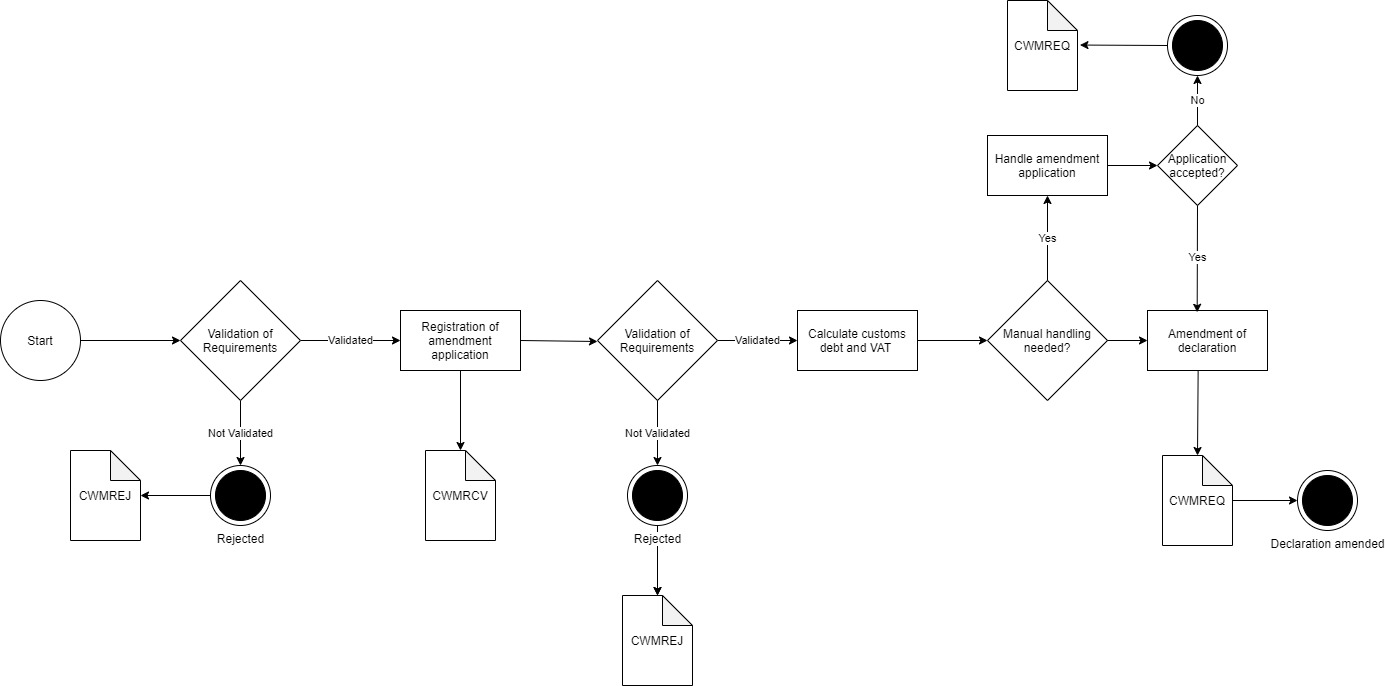 CWMREQ
No
Handle amendment
application
Application
accepted?
Yes
Yes
Start
Validation of
Requirements
Validated
Registration of
amendment
application
Validation of
Requirements
Validated
Calculate customs
debt and VAT
Manual handling
needed?
Amendment of
declaration
Not Validated
Not Validated
CWMREJ
Rejected
CWMRCV
Rejected
CWMREQ
Declaration amended
CWMREJ